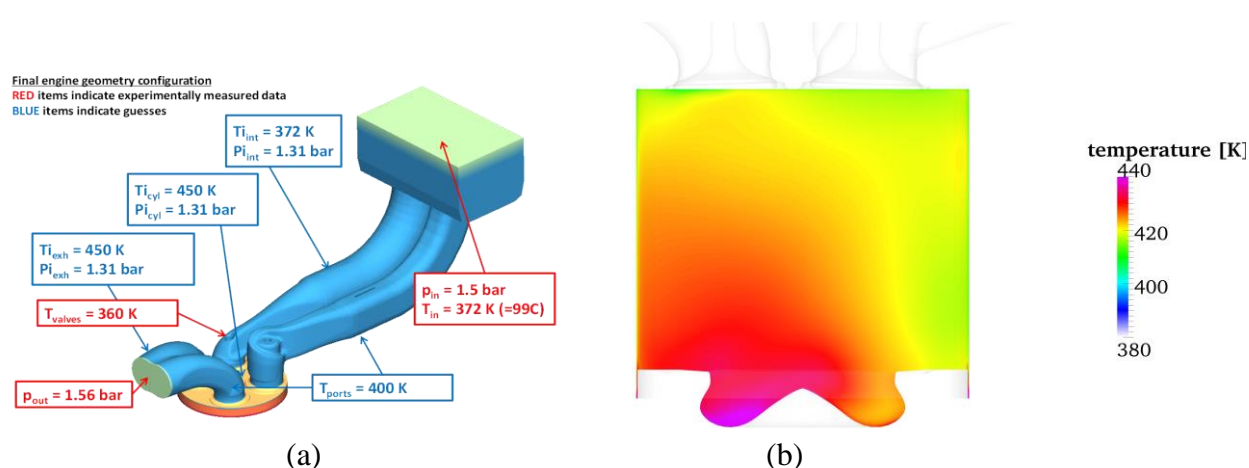 Final engine geometry configuration
RED items indicate experimentally measured data
BLUE items indicate guesses
Ti_int = 372 K
Pi_int = 1.31 bar
Ti_cyl = 450 K
Pi_cyl = 1.31 bar
Ti_exh = 450 K
Pi_exh = 1.31 bar
T_valves = 360 K
p_out = 1.56 bar
p_in = 1.5 bar
T_in = 372 K (=99C)
T_ports = 400 K
(a)
temperature [K]
440
420
400
380
(b)